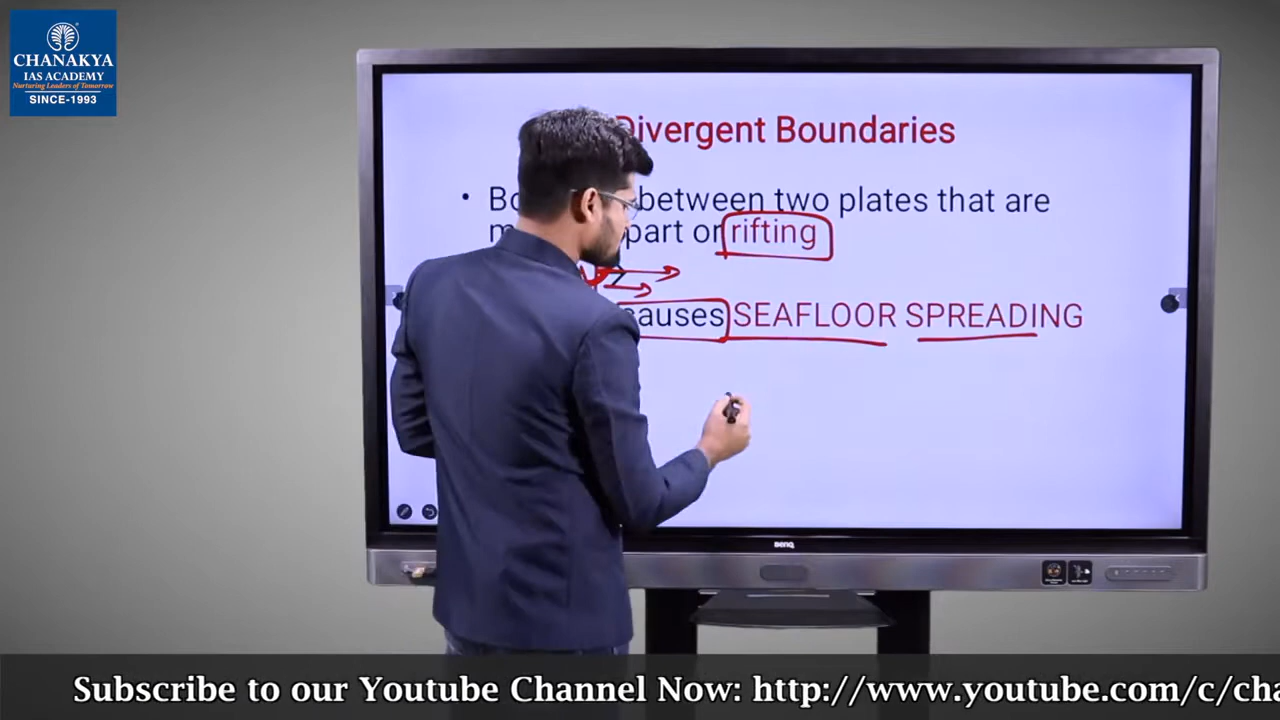 CHANAKYA
IAS ACADEMY
Nurturing Leaders of Tomorrow
SINCE-1993
Divergent Boundaries
• between two plates that are
or rifting
causes SEAFLOOR SPREADING
BenQ
Subscribe to our Youtube Channel Now: http://www.youtube.com/c/cha